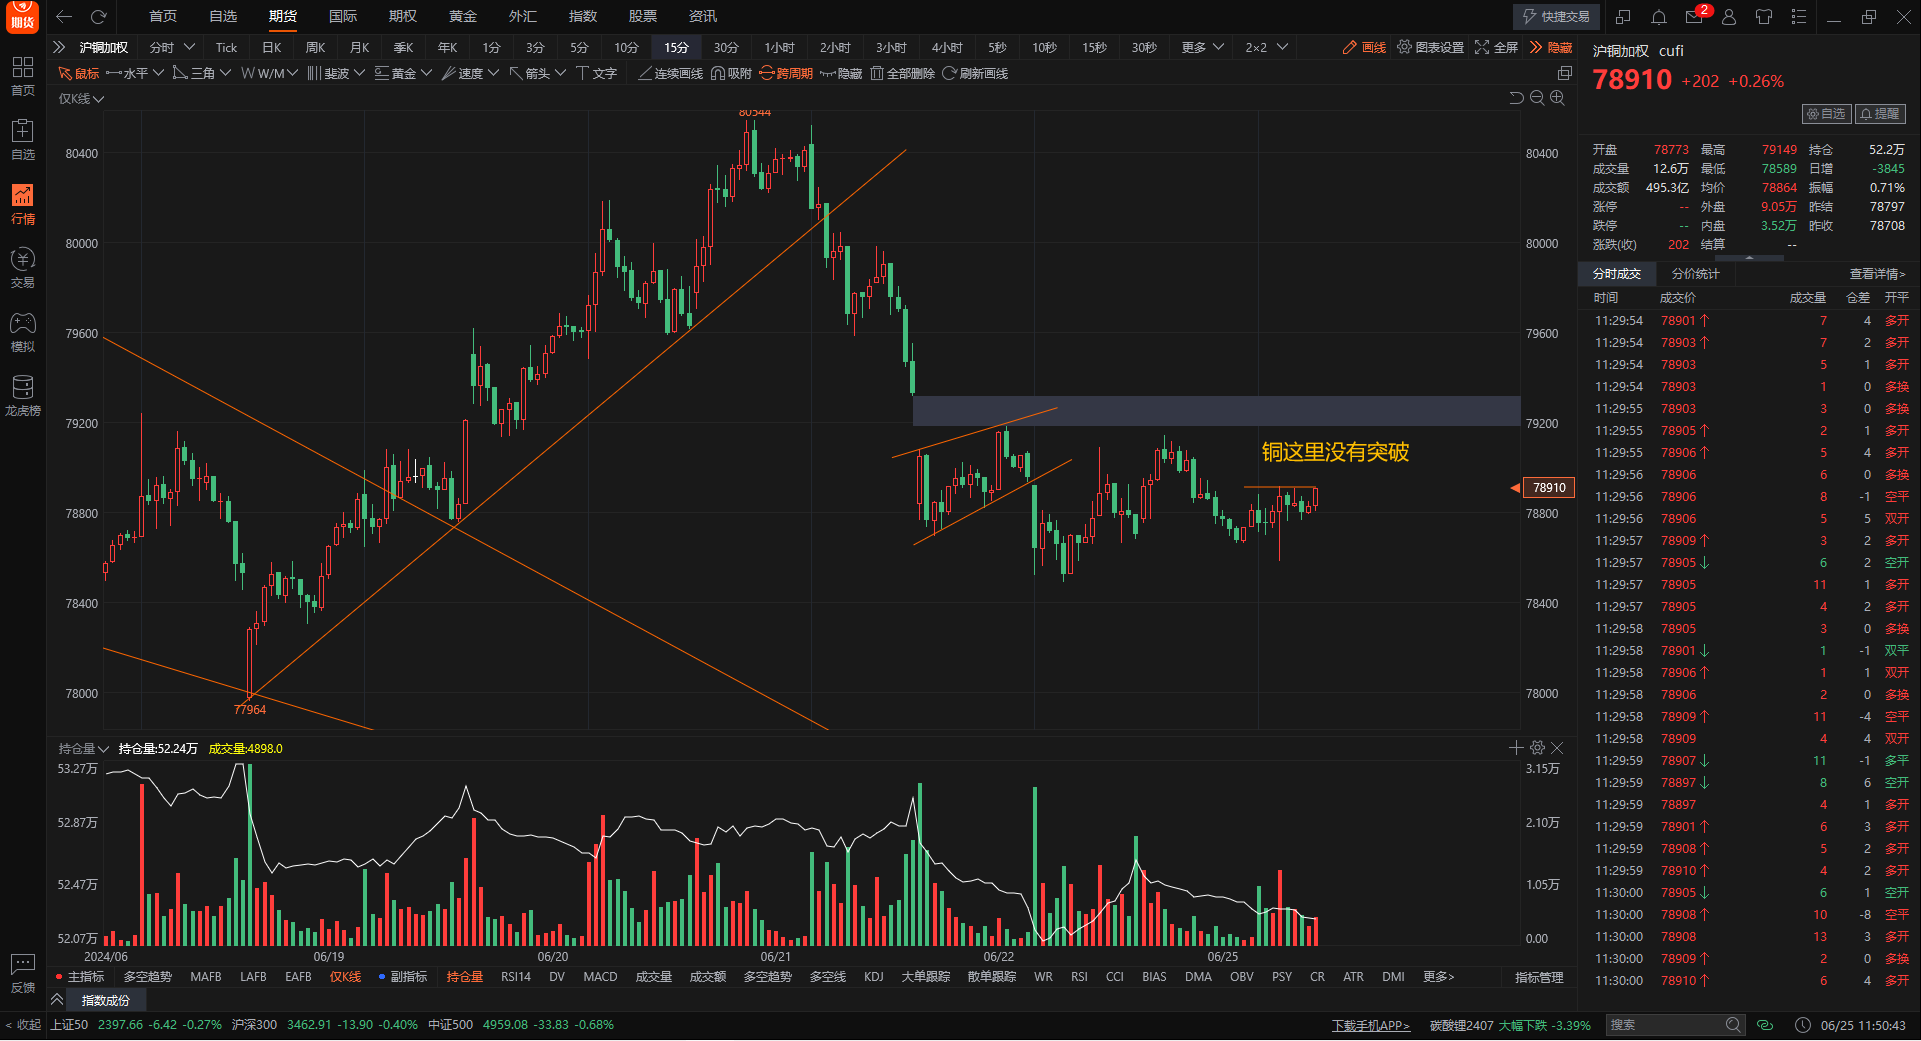 期货
首页 自选 期货 国际 期权 黄金 外汇 指数 股票 资讯
快捷交易 2
沪铜加权 分时 Tick 日K 周K 月K 季K 年K 1分 3分 5分 10分 15分 30分 1小时 2小时 3小时 4小时 5秒 10秒 15秒 30秒 更多 2×2 画线 图表设置 全屏 隐藏
鼠标 水平 三角 W/M 斐波 黄金 速度 箭头 文字 连续画线 吸附 跨周期 隐藏 全部删除 刷新画线
首页
自选
行情
交易
模拟
龙虎榜
反馈
< 收起
仅K线
80544
80400 80400
80000 80000
79600 79600
79200 79200
铜这里没有突破
78910
78800 78800
78400 78400
78000 78000
77964
持仓量 持仓量:52.24万 成交量:4898.0
53.27万 3.15万
52.87万 2.10万
52.47万 1.05万
52.07万 0.00
2024/06 06/19 06/20 06/21 06/22 06/25
主指标 多空趋势 MAFB LAFB EAFB 仅K线 副指标 持仓量 RSI14 DV MACD 成交量 成交额 多空趋势 多空线 KDJ 大单跟踪 散单跟踪 WR RSI CCI BIAS DMA OBV PSY CR ATR DMI 更多> 指标管理
指数成份
沪铜加权 cufi
78910 +202 +0.26%
自选 提醒
开盘 78773 最高 79149 持仓 52.2万
成交量 12.6万 最低 78589 日增 -3845
成交额 495.3亿 均价 78864 振幅 0.71%
涨停 -- 外盘 9.05万 昨结 78797
跌停 -- 内盘 3.52万 昨收 78708
涨跌(收) 202 结算 --
分时成交 分价统计 查看详情>
时间 成交价 成交量 仓差 开平
11:29:54 78901↑ 7 4 多开
11:29:54 78903↑ 7 2 多开
11:29:54 78903 5 1 多开
11:29:54 78903 1 0 多换
11:29:55 78903 3 0 多换
11:29:55 78905↑ 2 1 多开
11:29:55 78906↑ 5 4 多开
11:29:56 78906 6 0 多换
11:29:56 78906 8 -1 空平
11:29:56 78906 5 5 双开
11:29:57 78909↑ 3 2 多开
11:29:57 78905↓ 6 2 空开
11:29:57 78905 11 1 多开
11:29:57 78905 4 2 多开
11:29:58 78905 3 0 多换
11:29:58 78901↓ 1 -1 双平
11:29:58 78906↑ 1 1 双开
11:29:58 78906 2 0 多换
11:29:58 78909↑ 11 -4 空平
11:29:58 78909 4 4 双开
11:29:59 78907↓ 11 -1 多平
11:29:59 78897↓ 8 6 空开
11:29:59 78897 4 1 多开
11:29:59 78901↑ 6 3 多开
11:29:59 78908↑ 5 2 多开
11:29:59 78910↑ 4 2 多开
11:30:00 78905↓ 6 1 空开
11:30:00 78908↑ 10 -8 空平
11:30:00 78908 13 3 多开
11:30:00 78909↑ 2 0 多换
11:30:00 78910↑ 6 4 多开
上证50 2397.66 -6.42 -0.27% 沪深300 3462.91 -13.90 -0.40% 中证500 4959.08 -33.83 -0.68% 下载手机APP> 碳酸锂2407 大幅下跌 -3.39% 搜索 06/25 11:50:43